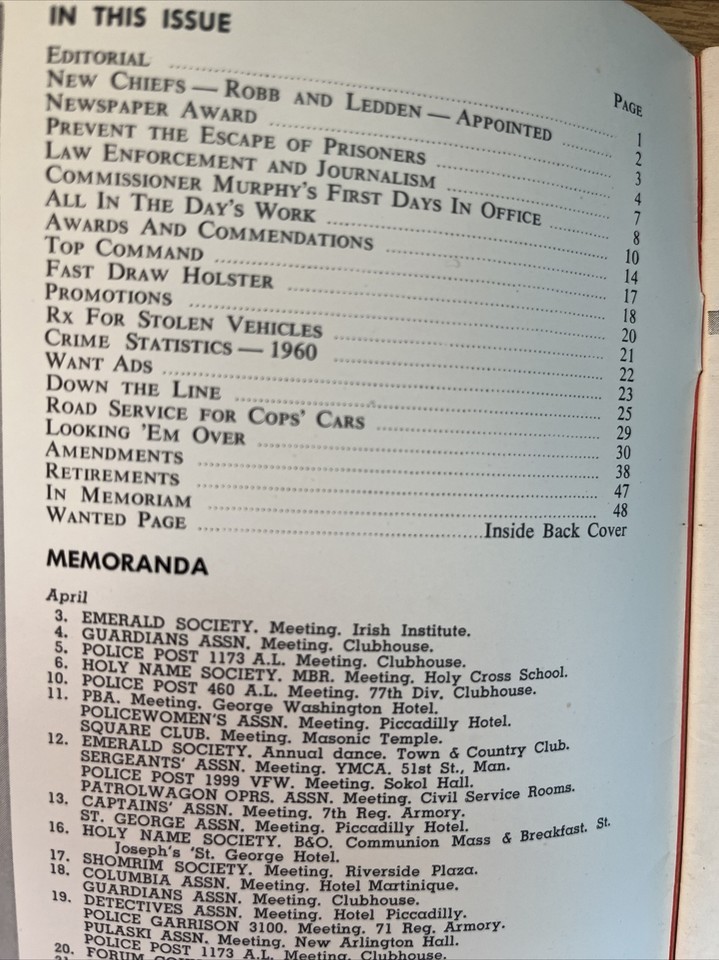 IN THIS ISSUE
PAGE
EDITORIAL 1
NEW CHIEFS — ROBB AND LEDDEN — APPOINTED 2
NEWSPAPER AWARD 3
PREVENT THE ESCAPE OF PRISONERS 4
LAW ENFORCEMENT AND JOURNALISM 7
COMMISSIONER MURPHY'S FIRST DAYS IN OFFICE 8
ALL IN THE DAY'S WORK 10
AWARDS AND COMMENDATIONS 14
TOP COMMAND 17
FAST DRAW HOLSTER 18
PROMOTIONS 20
RX FOR STOLEN VEHICLES 21
CRIME STATISTICS — 1960 22
WANT ADS 23
DOWN THE LINE 25
ROAD SERVICE FOR COPS' CARS 29
LOOKING 'EM OVER 30
AMENDMENTS 38
RETIREMENTS 47
IN MEMORIAM 48
WANTED PAGE Inside Back Cover
MEMORANDA
April
3. EMERALD SOCIETY. Meeting. Irish Institute.
4. GUARDIANS ASSN. Meeting. Clubhouse.
5. POLICE POST 1173 A.L. Meeting. Clubhouse.
6. HOLY NAME SOCIETY. MBR. Meeting. Holy Cross School.
10. POLICE POST 460 A.L. Meeting. 77th Div. Clubhouse.
11. PBA. Meeting. George Washington Hotel.
POLICEWOMEN'S ASSN. Meeting. Piccadilly Hotel.
SQUARE CLUB. Meeting. Masonic Temple.
12. EMERALD SOCIETY. Annual dance. Town & Country Club.
SERGEANTS' ASSN. Meeting. YMCA. 51st St., Man.
POLICE POST 1999 VFW. Meeting. Sokol Hall.
PATROLWAGON OPRS. ASSN. Meeting. Civil Service Rooms.
13. CAPTAINS' ASSN. Meeting. 7th Reg. Armory.
ST. GEORGE ASSN. Meeting. Piccadilly Hotel.
16. HOLY NAME SOCIETY. B&Q. Communion Mass & Breakfast. St.
Joseph's 'St. George Hotel.
17. SHOMRIM SOCIETY. Meeting. Riverside Plaza.
18. COLUMBIA ASSN. Meeting. Hotel Martinique.
GUARDIANS ASSN. Meeting. Clubhouse.
19. DETECTIVES ASSN. Meeting. Hotel Piccadilly.
POLICE GARRISON 3100. Meeting. 71 Reg. Armory.
PULASKI ASSN. Meeting. New Arlington Hall.
POLICE POST 1173 A.L. Meeting. Clubhouse.
20. FORUM